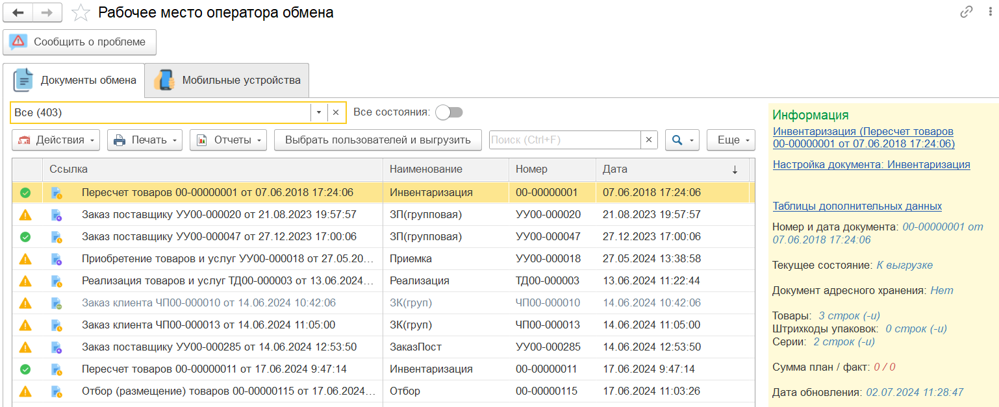 Рабочее место оператора обмена
Сообщить о проблеме
Документы обмена Мобильные устройства
Все (403) Все состояния:
Действия Печать Отчеты Выбрать пользователей и выгрузить Поиск (Ctrl+F) Еще
Ссылка Наименование Номер Дата
Пересчет товаров 00-00000001 от 07.06.2018 17:24:06 Инвентаризация 00-00000001 07.06.2018 17:24:06
Заказ поставщику УУ00-000020 от 21.08.2023 19:57:57 ЗП(групповая) УУ00-000020 21.08.2023 19:57:57
Заказ поставщику УУ00-000047 от 27.12.2023 17:00:06 ЗП(групповая) УУ00-000047 27.12.2023 17:00:06
Приобретение товаров и услуг УУ00-000018 от 27.05.20... Приемка УУ00-000018 27.05.2024 13:38:58
Реализация товаров и услуг ТД00-000003 от 13.06.2024... Реализация ТД00-000003 13.06.2024 11:22:44
Заказ клиента ЧП00-000010 от 14.06.2024 10:42:06 ЗК(груп) ЧП00-000010 14.06.2024 10:42:06
Заказ клиента ЧП00-000013 от 14.06.2024 11:05:00 ЗК(груп) ЧП00-000013 14.06.2024 11:05:00
Заказ поставщику УУ00-000285 от 14.06.2024 12:53:50 ЗаказПост УУ00-000285 14.06.2024 12:53:50
Пересчет товаров 00-00000011 от 17.06.2024 9:47:14 Инвентаризация 00-00000011 17.06.2024 9:47:14
Отбор (размещение) товаров 00-00000115 от 17.06.2024... Отбор 00-00000115 17.06.2024 11:03:26
Информация
Инвентаризация (Пересчет товаров
00-00000001 от 07.06.2018 17:24:06)
Настройка документа: Инвентаризация
Таблицы дополнительных данных
Номер и дата документа: 00-00000001 от
07.06.2018 17:24:06
Текущее состояние: К выгрузке
Документ адресного хранения: Нет
Товары: 3 строк (-и)
Штрихкоды упаковок: 0 строк (-и)
Серии: 2 строк (-и)
Сумма план / факт: 0 / 0
Дата обновления: 02.07.2024 11:28:47